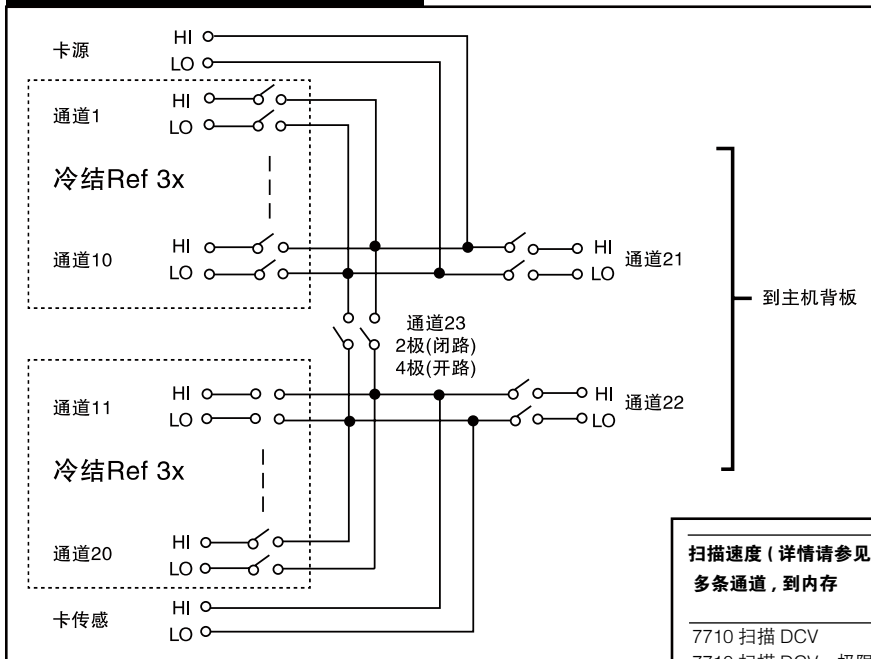 卡源
HI
LO
通道1
HI
LO
冷结Ref 3x
通道10
HI
LO
HI
LO
通道21
到主机背板
通道23
2极(闭路)
4极(开路)
通道11
HI
LO
HI
LO
通道22
冷结Ref 3x
通道20
HI
LO
卡传感
HI
LO
扫描速度 ( 详情请参见
多条通道 , 到内存
7710 扫描 DCV